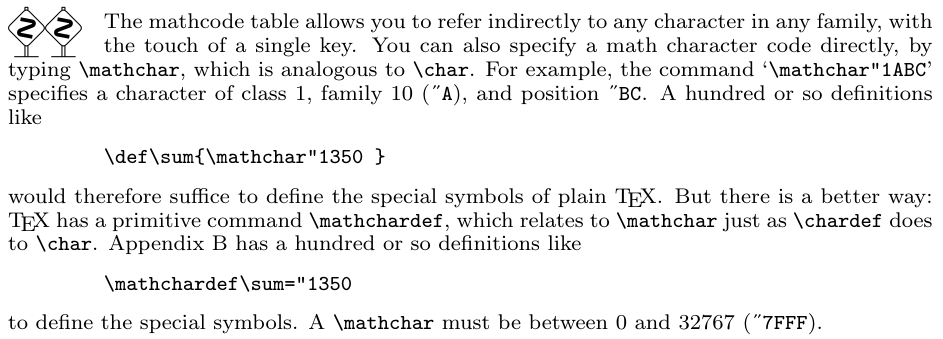 The mathcode table allows you to refer indirectly to any character in any family, with
the touch of a single key. You can also specify a math character code directly, by
typing \mathchar, which is analogous to \char. For example, the command ‘\mathchar"1ABC’
specifies a character of class 1, family 10 (˝A), and position ˝BC. A hundred or so definitions
like
\def\sum{\mathchar"1350 }
would therefore suffice to define the special symbols of plain TEX. But there is a better way:
TEX has a primitive command \mathchardef, which relates to \mathchar just as \chardef does
to \char. Appendix B has a hundred or so definitions like
\mathchardef\sum="1350
to define the special symbols. A \mathchar must be between 0 and 32767 (˝7FFF).